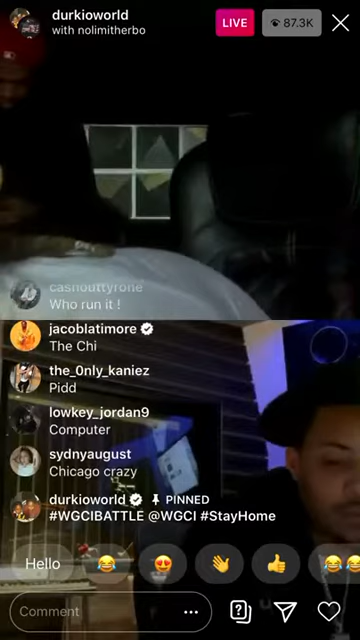 durkioworld
with nolimitherbo
LIVE
87.3K
cashouttyrone
Who run it !
jacoblatimore
The Chi
the_0nly_kaniez
Pidd
lowkey_jordan9
Computer
sydnyaugust
Chicago crazy
durkioworld PINNED
#WGCIBATTLE @WGCI #StayHome
Hello
Comment